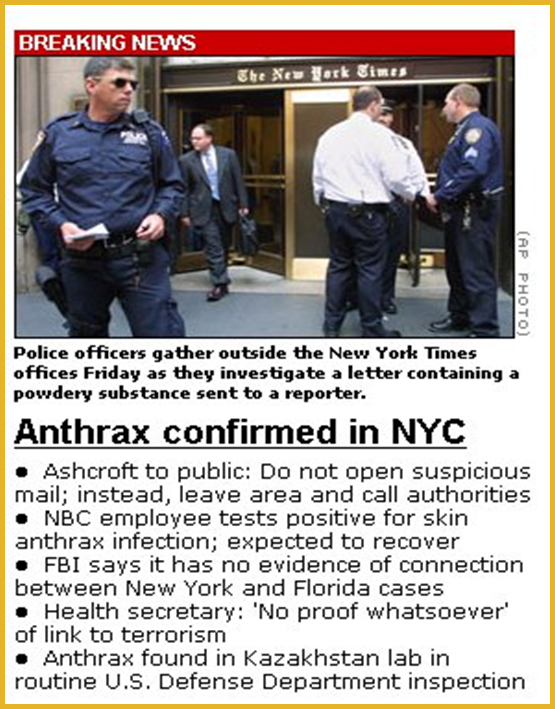 BREAKING NEWS
The New York Times
POLICE
(AP PHOTO)
Police officers gather outside the New York Times
offices Friday as they investigate a letter containing a
powdery substance sent to a reporter.
Anthrax confirmed in NYC
● Ashcroft to public: Do not open suspicious
mail; instead, leave area and call authorities
● NBC employee tests positive for skin
anthrax infection; expected to recover
● FBI says it has no evidence of connection
between New York and Florida cases
● Health secretary: 'No proof whatsoever'
of link to terrorism
● Anthrax found in Kazakhstan lab in
routine U.S. Defense Department inspection